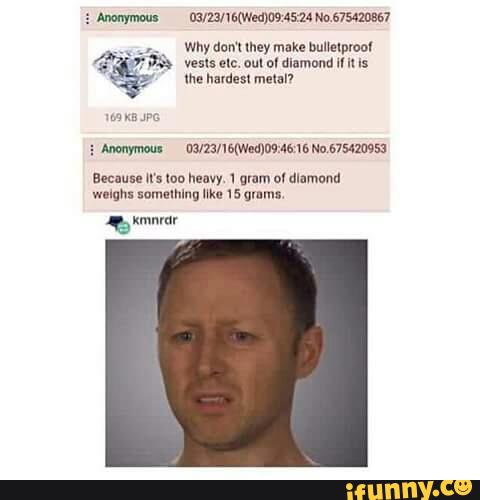 Anonymous 03/23/16(Wed)09:45:24 No.675420867
Why don't they make bulletproof
vests etc. out of diamond if it is
the hardest metal?
169 KB JPG
Anonymous 03/23/16(Wed)09:46:16 No.675420953
Because it's too heavy. 1 gram of diamond
weighs something like 15 grams.
kmnrdr
ifunny.co